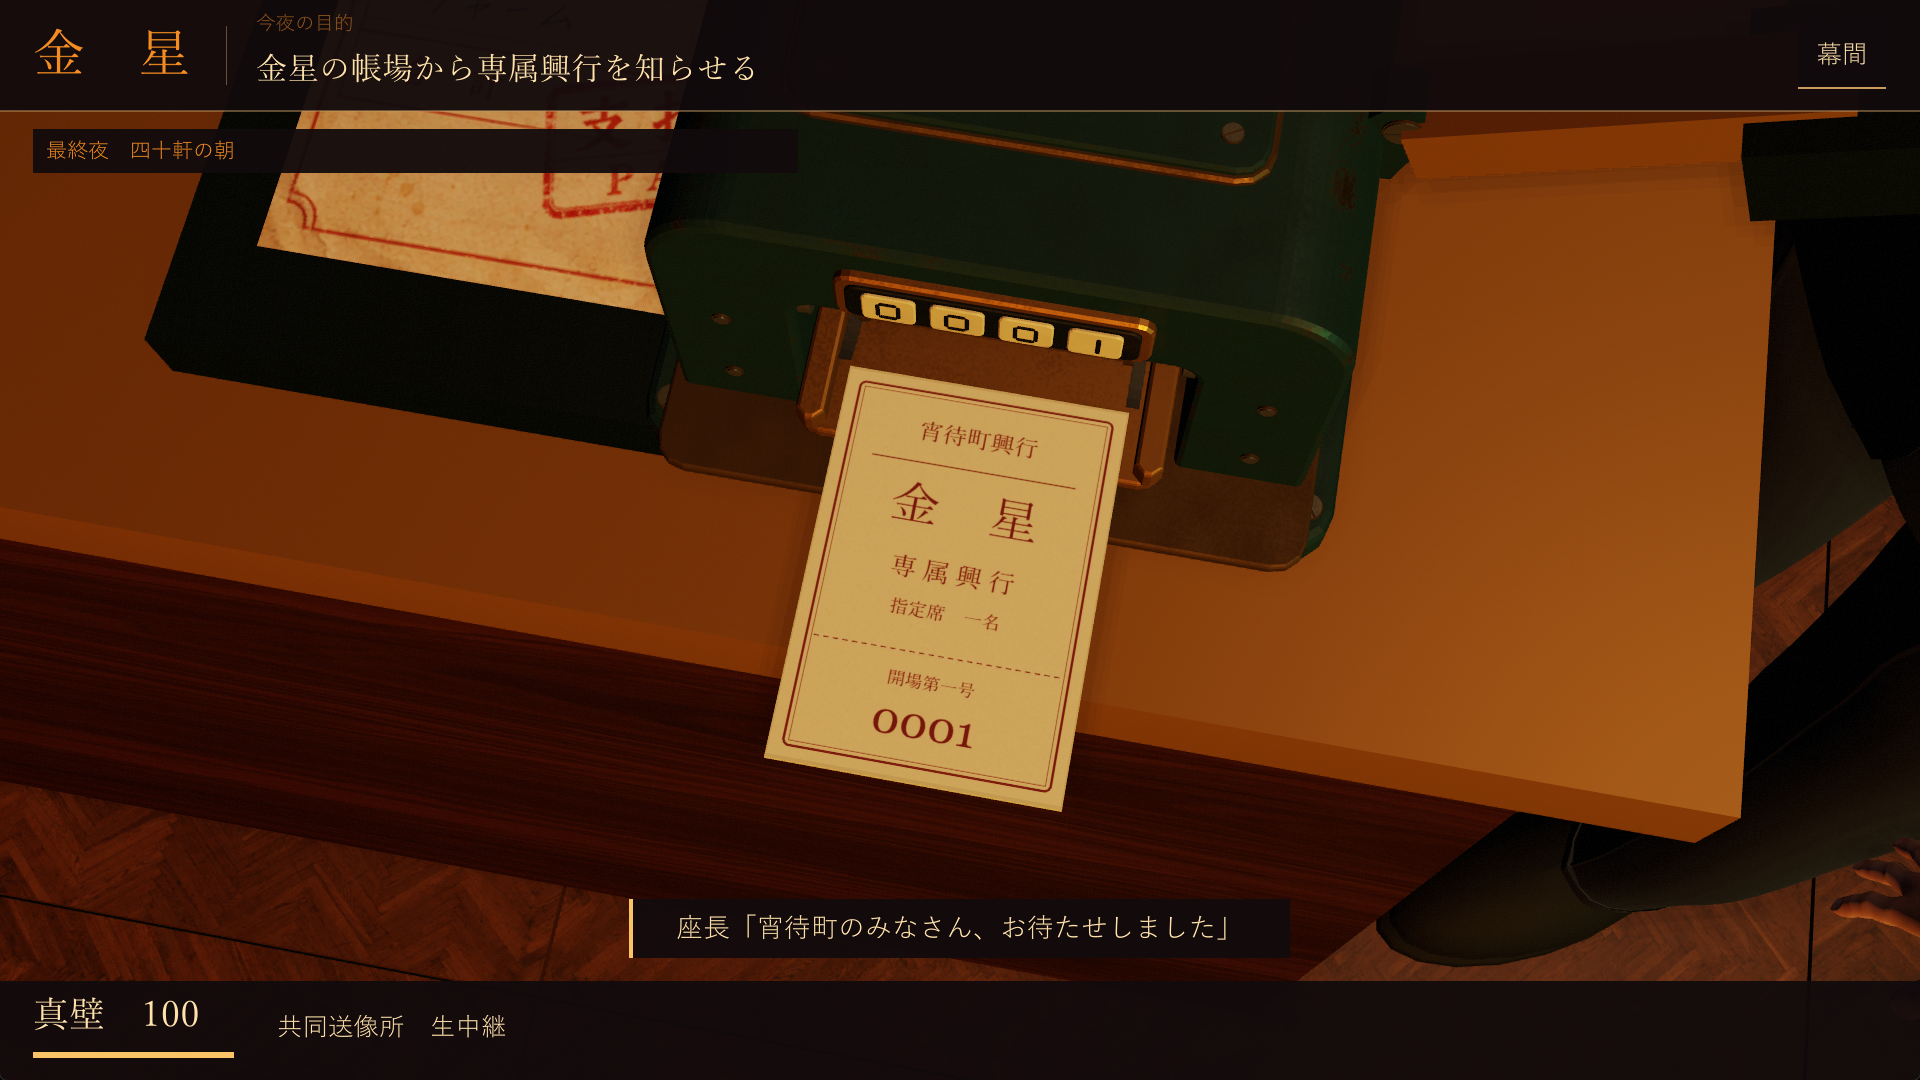 金　星
今夜の目的
金星の帳場から専属興行を知らせる
幕間
最終夜　四十軒の朝
0001
宵待町興行
金　星
専属興行
指定席　一名
開場第一号
0001
座長「宵待町のみなさん、お待たせしました」
真壁　100
共同送像所　生中継